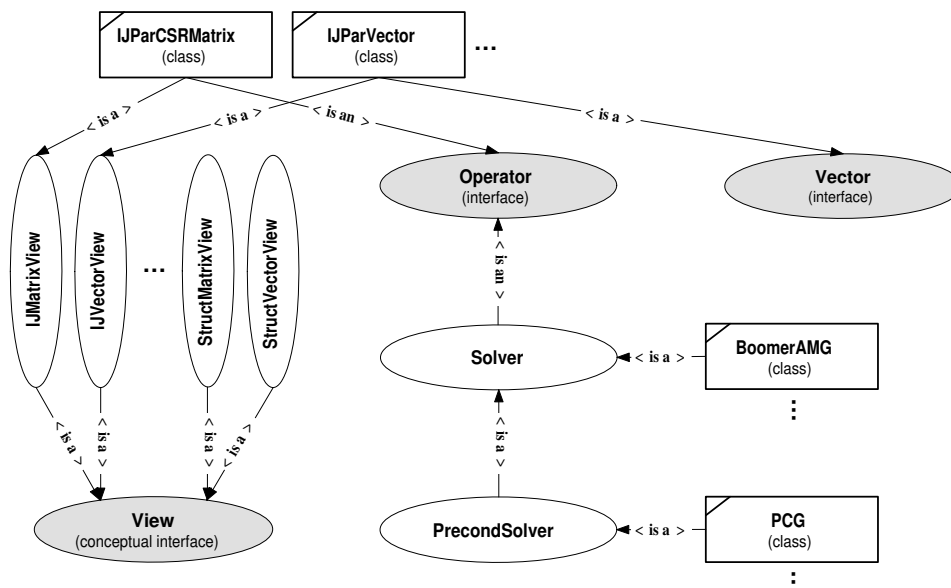 IJParCSRMatrix
(class)
IJParVector
(class)
...
< is a >
< is a >
< is an >
< is a >
IJMatrixView
IJVectorView
...
StructMatrixView
StructVectorView
Operator
(interface)
Vector
(interface)
< is an >
Solver
< is a >
BoomerAMG
(class)
...
< is a >
< is a >
< is a >
< is a >
< is a >
View
(conceptual interface)
PrecondSolver
< is a >
PCG
(class)
...